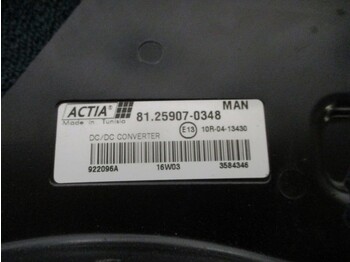 ACTIA
Made in Tunisia
MAN
81.25907-0348
DC/DC CONVERTER
E13 10R-04-13430
922096A 16W03 3584346